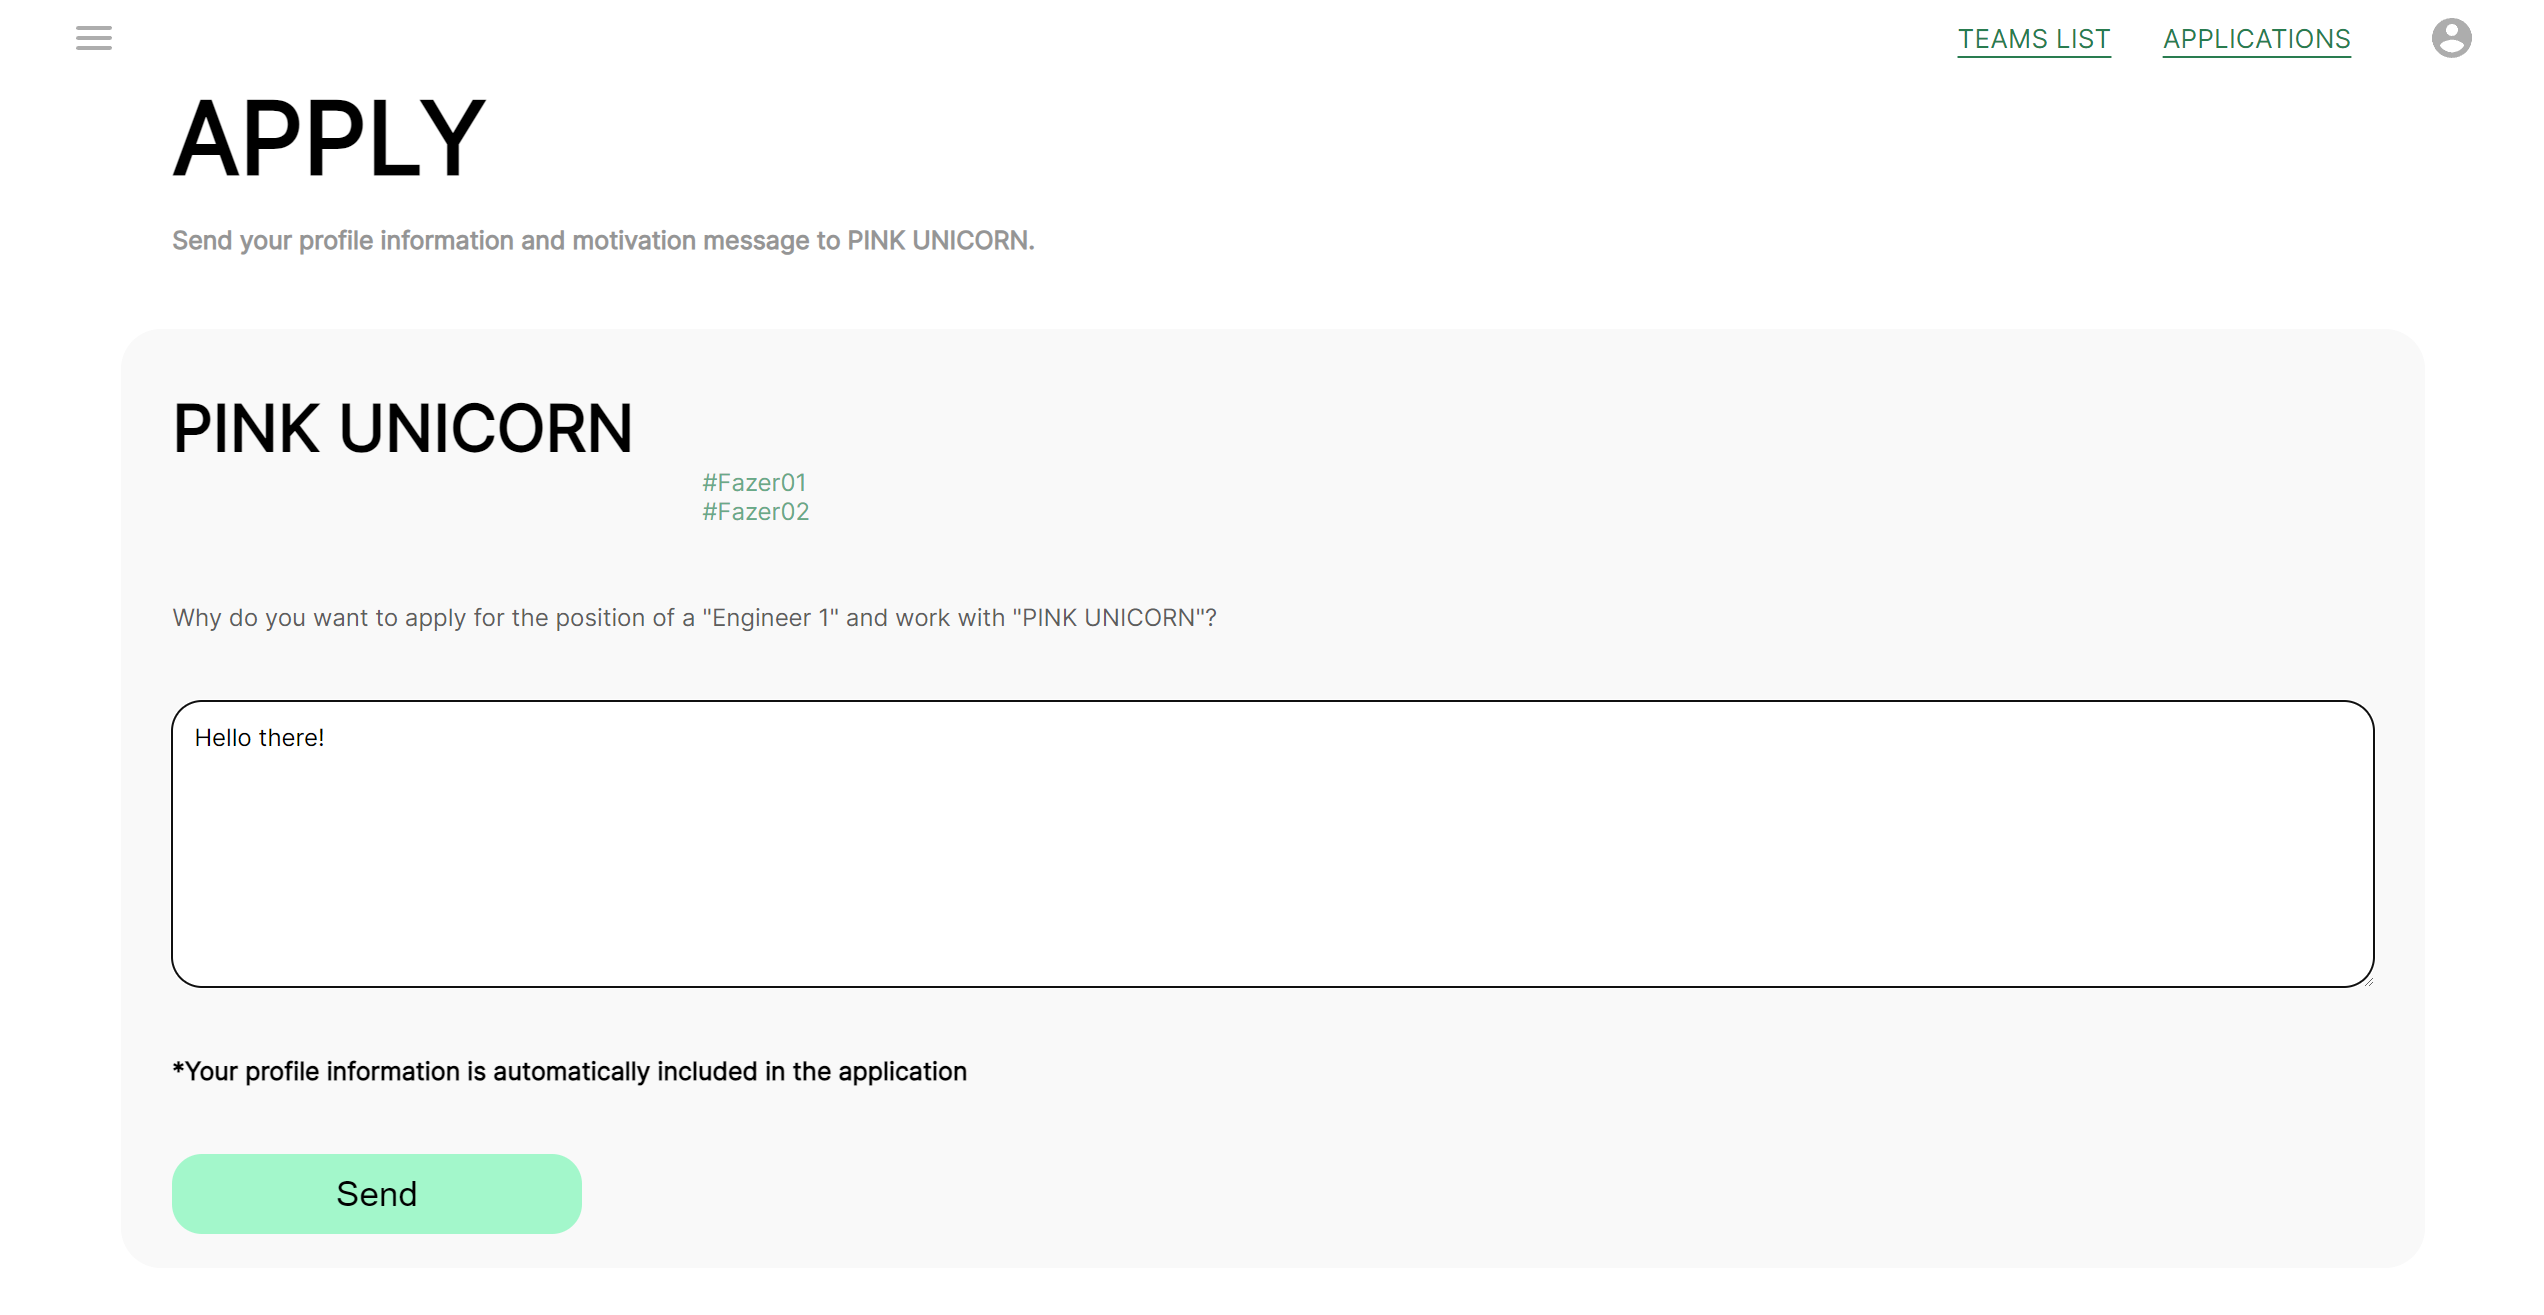 TEAMS LIST
APPLICATIONS
APPLY
Send your profile information and motivation message to PINK UNICORN.
PINK UNICORN
#Fazer01
#Fazer02
Why do you want to apply for the position of a "Engineer 1" and work with "PINK UNICORN"?
Hello there!
*Your profile information is automatically included in the application
Send